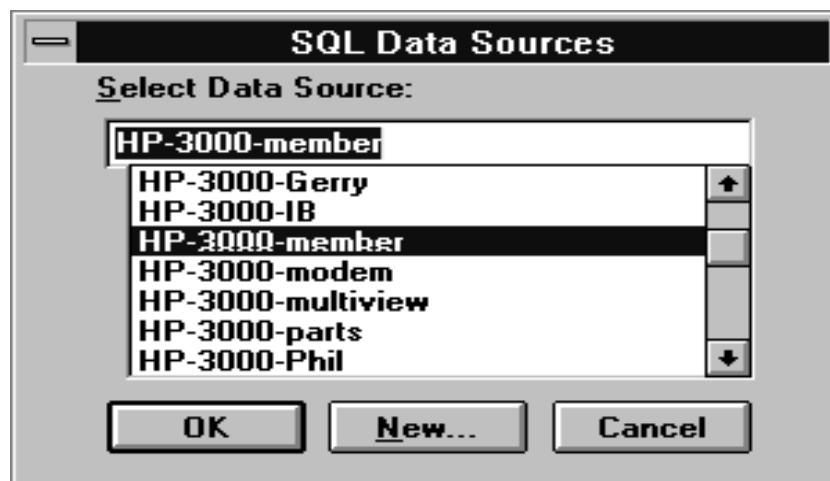 SQL Data Sources
Select Data Source:
HP-3000-member
HP-3000-Gerry
HP-3000-IB
HP-3000-member
HP-3000-modem
HP-3000-multiview
HP-3000-parts
HP-3000-Phil
OK New... Cancel